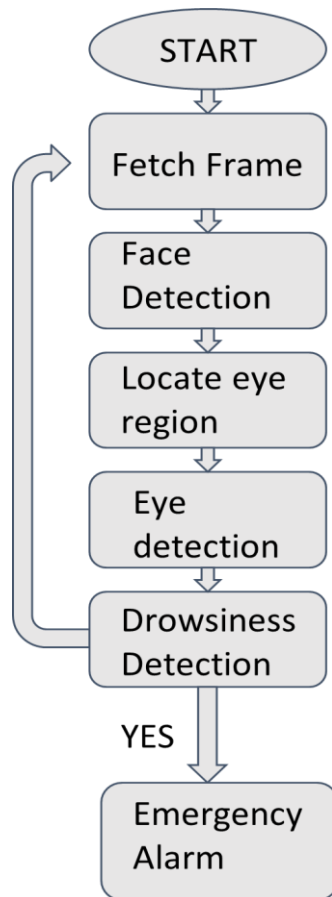 START
Fetch Frame
Face
Detection
Locate eye
region
Eye
detection
Drowsiness
Detection
YES
Emergency
Alarm